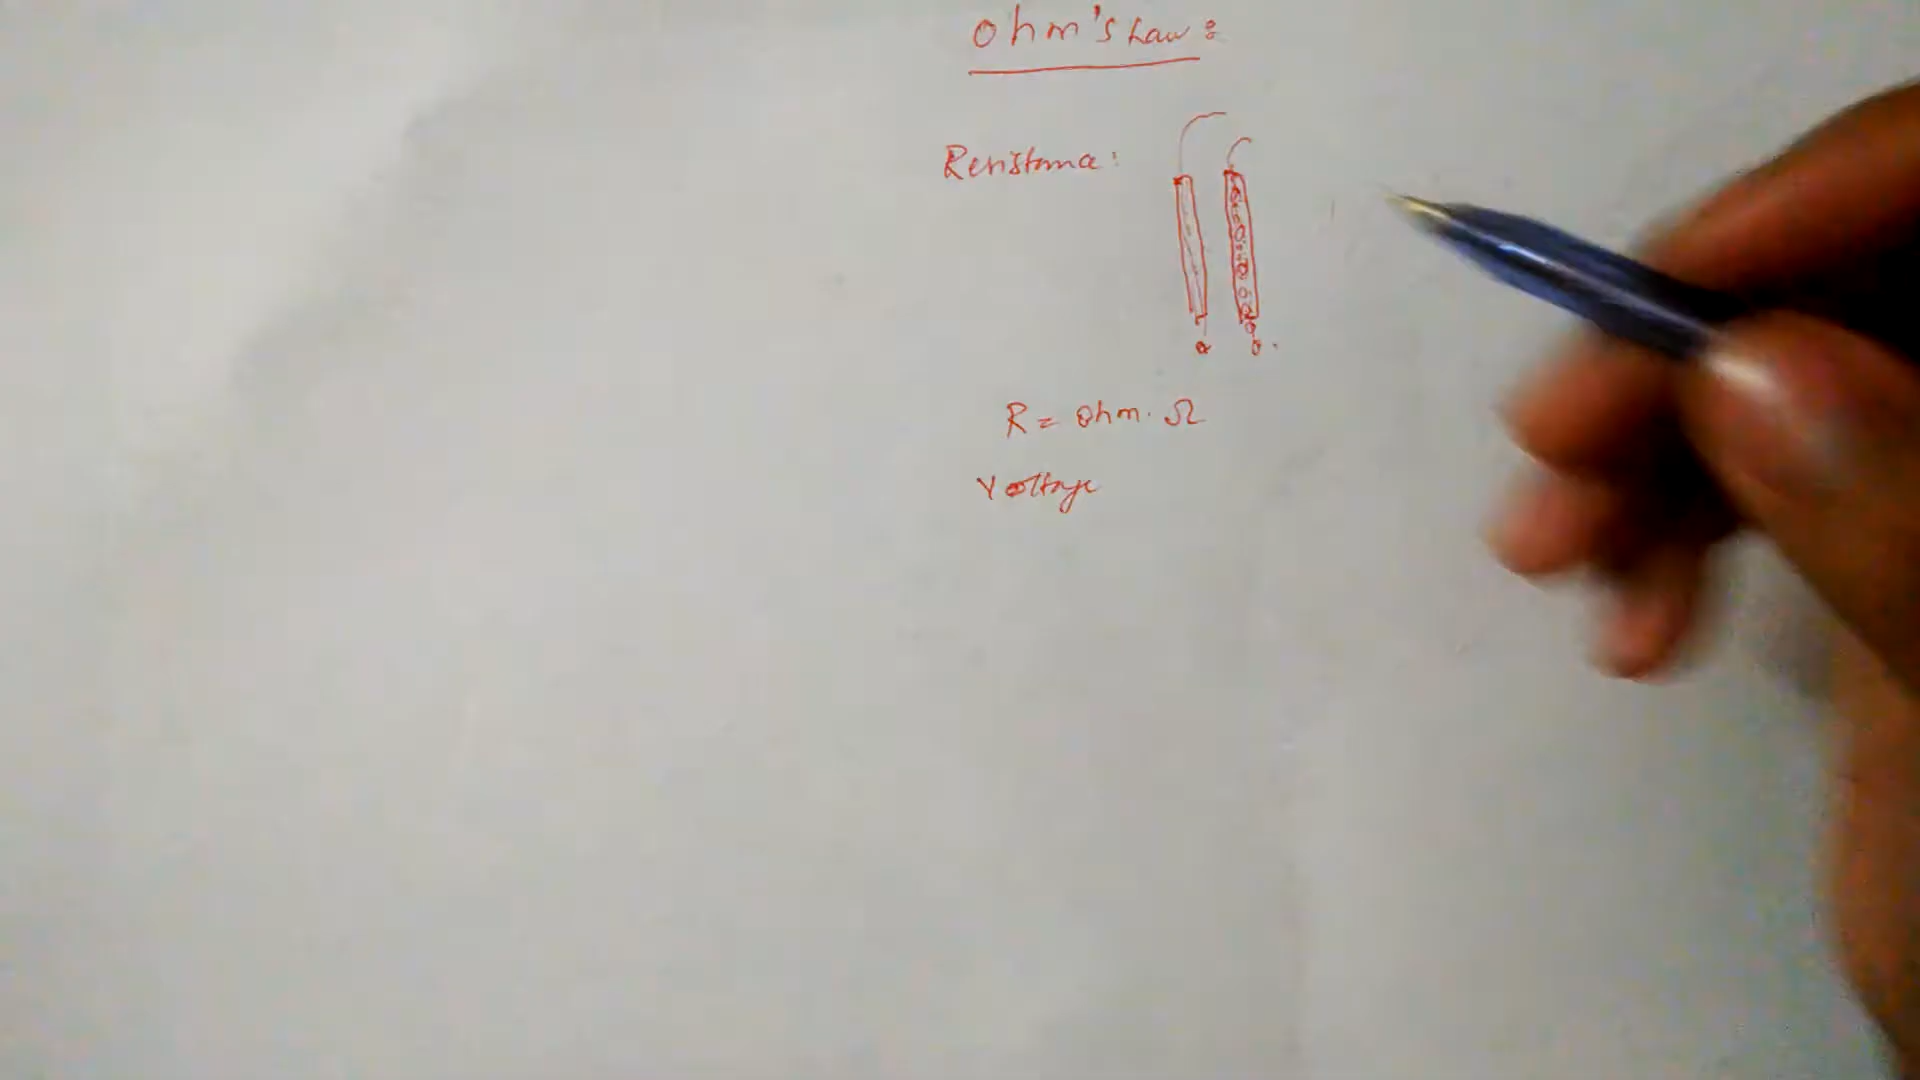 ohm's Law:
Resistance:
R = ohm. Ω
Voltage